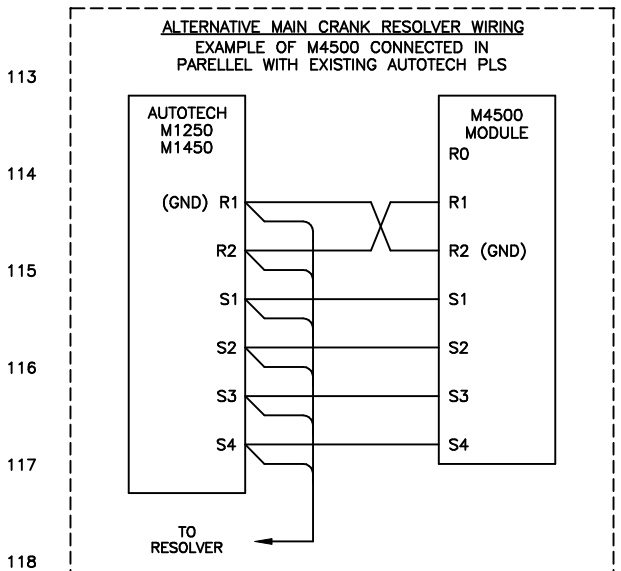 ALTERNATIVE MAIN CRANK RESOLVER WIRING
EXAMPLE OF M4500 CONNECTED IN
PARELLEL WITH EXISTING AUTOTECH PLS
113
AUTOTECH
M1250
M1450
M4500
MODULE
R0
114
(GND) R1
R1
R2
R2 (GND)
115
S1
S1
S2
S2
116
S3
S3
S4
S4
117
TO
RESOLVER
118